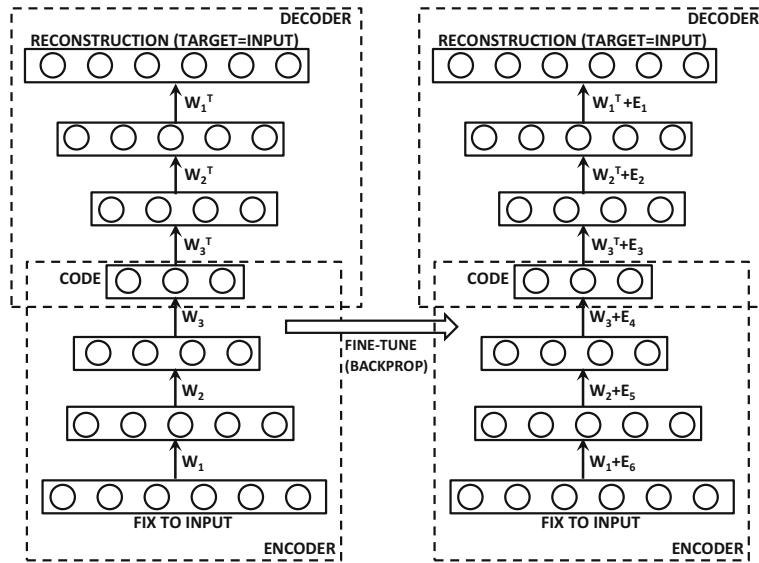 DECODER
RECONSTRUCTION (TARGET=INPUT)
W₁ᵀ
W₂ᵀ
W₃ᵀ
CODE
W₃
W₂
W₁
FIX TO INPUT
ENCODER
FINE-TUNE
(BACKPROP)
DECODER
RECONSTRUCTION (TARGET=INPUT)
W₁ᵀ+E₁
W₂ᵀ+E₂
W₃ᵀ+E₃
CODE
W₃+E₄
W₂+E₅
W₁+E₆
FIX TO INPUT
ENCODER